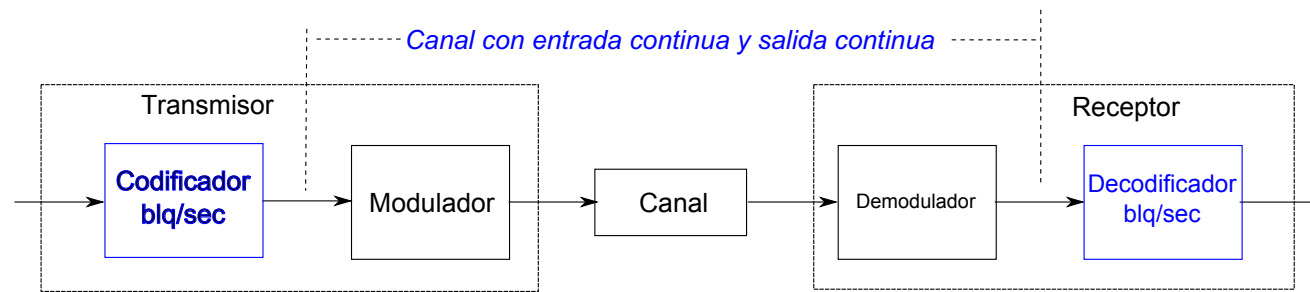 Canal con entrada continua y salida continua
Transmisor
Receptor
Codificador
blq/sec
Modulador
Canal
Demodulador
Decodificador
blq/sec